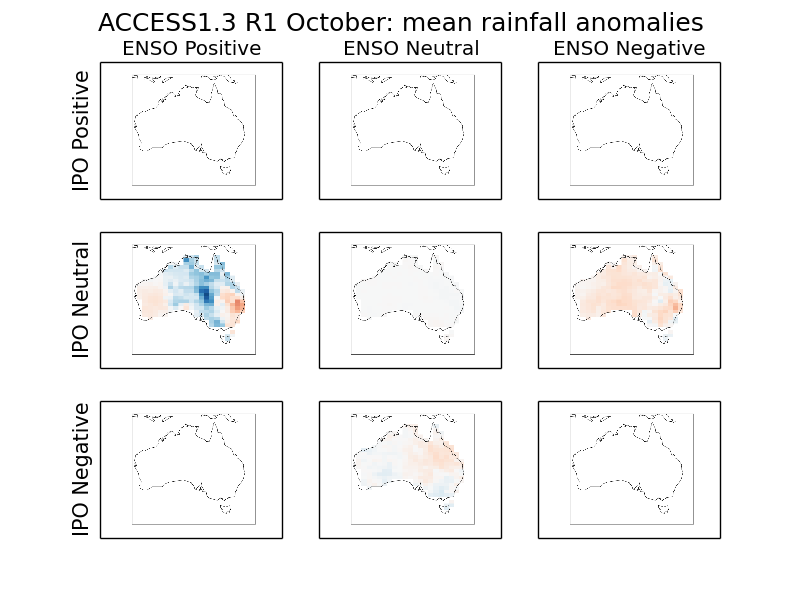 ACCESS1.3 R1 October: mean rainfall anomalies
ENSO Positive ENSO Neutral ENSO Negative
IPO Positive
IPO Neutral
IPO Negative